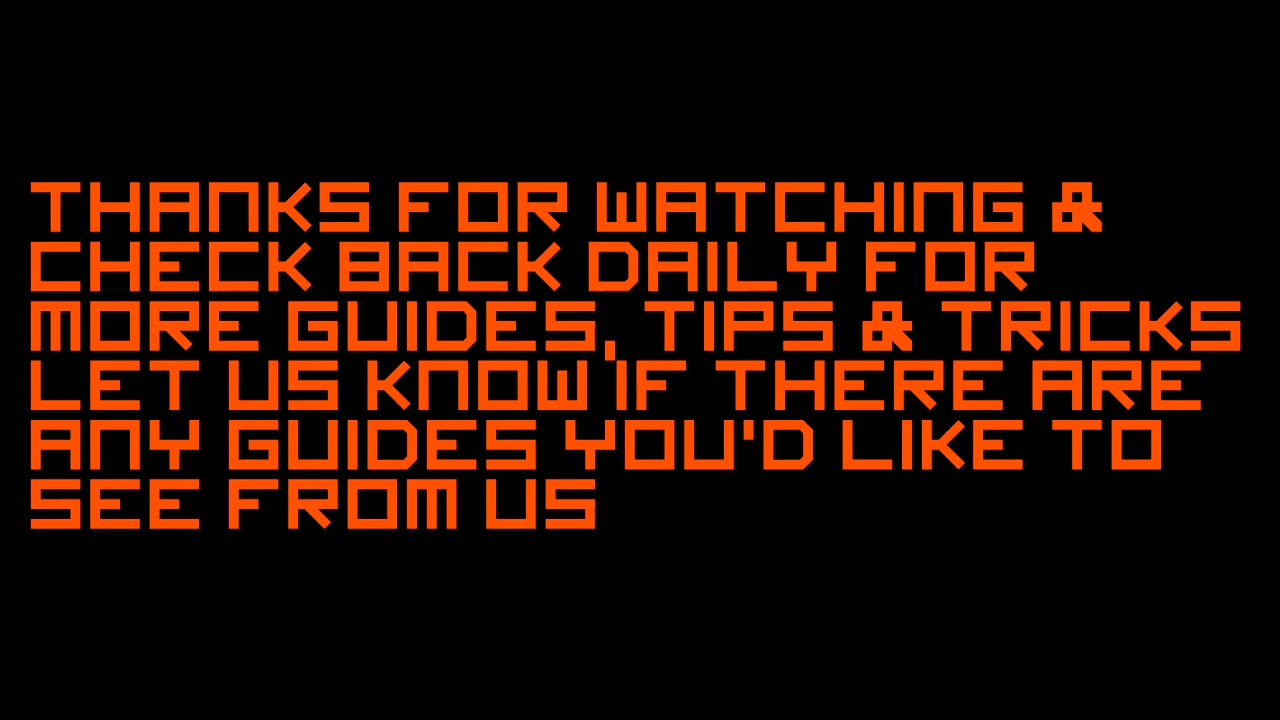 THANKS FOR WATCHING &
CHECK BACK DAILY FOR
MORE GUIDES, TIPS & TRICKS
LET US KNOW IF THERE ARE
ANY GUIDES YOU'D LIKE TO
SEE FROM US